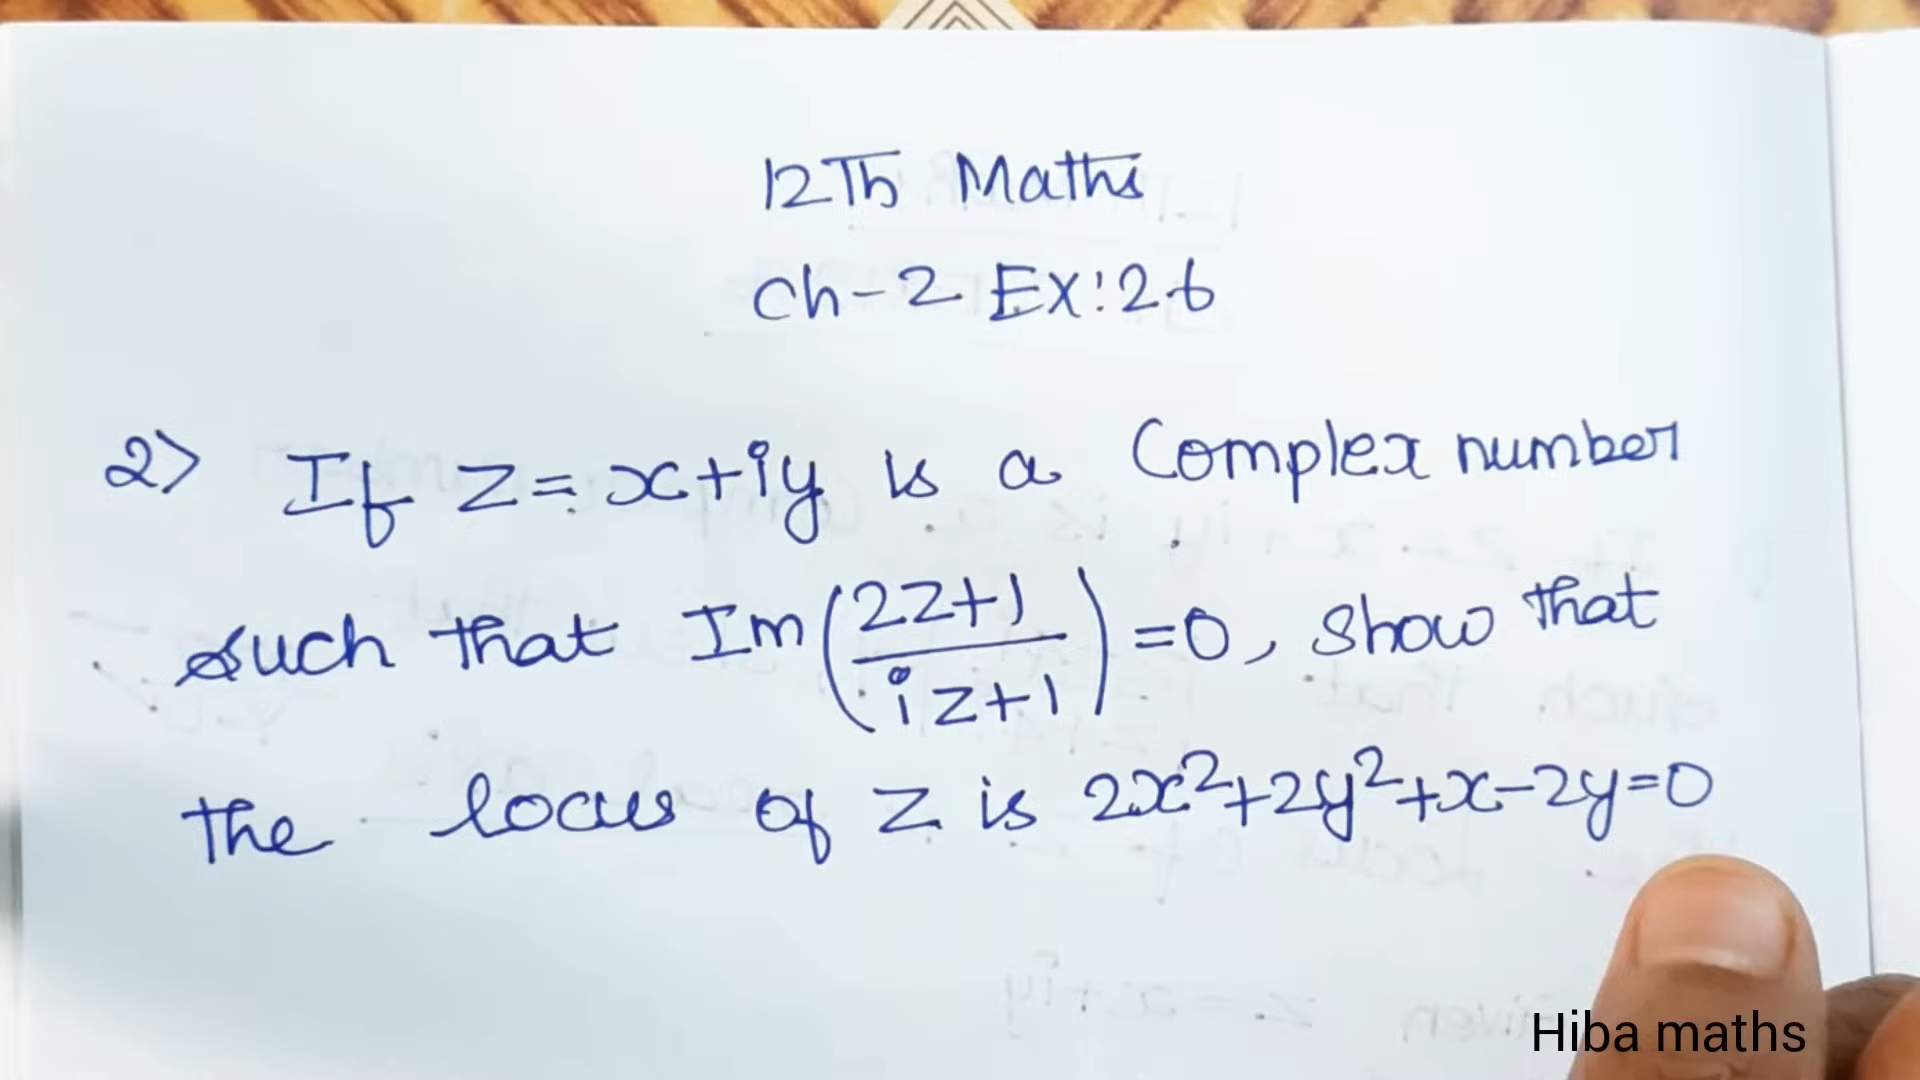 12Th Maths
Ch-2 EX:2.6
2) If z=x+iy is a Complex number
such that Im(2z+1/iz+1)=0, show that
the locus of z is 2x²+2y²+x-2y=0
Hiba maths